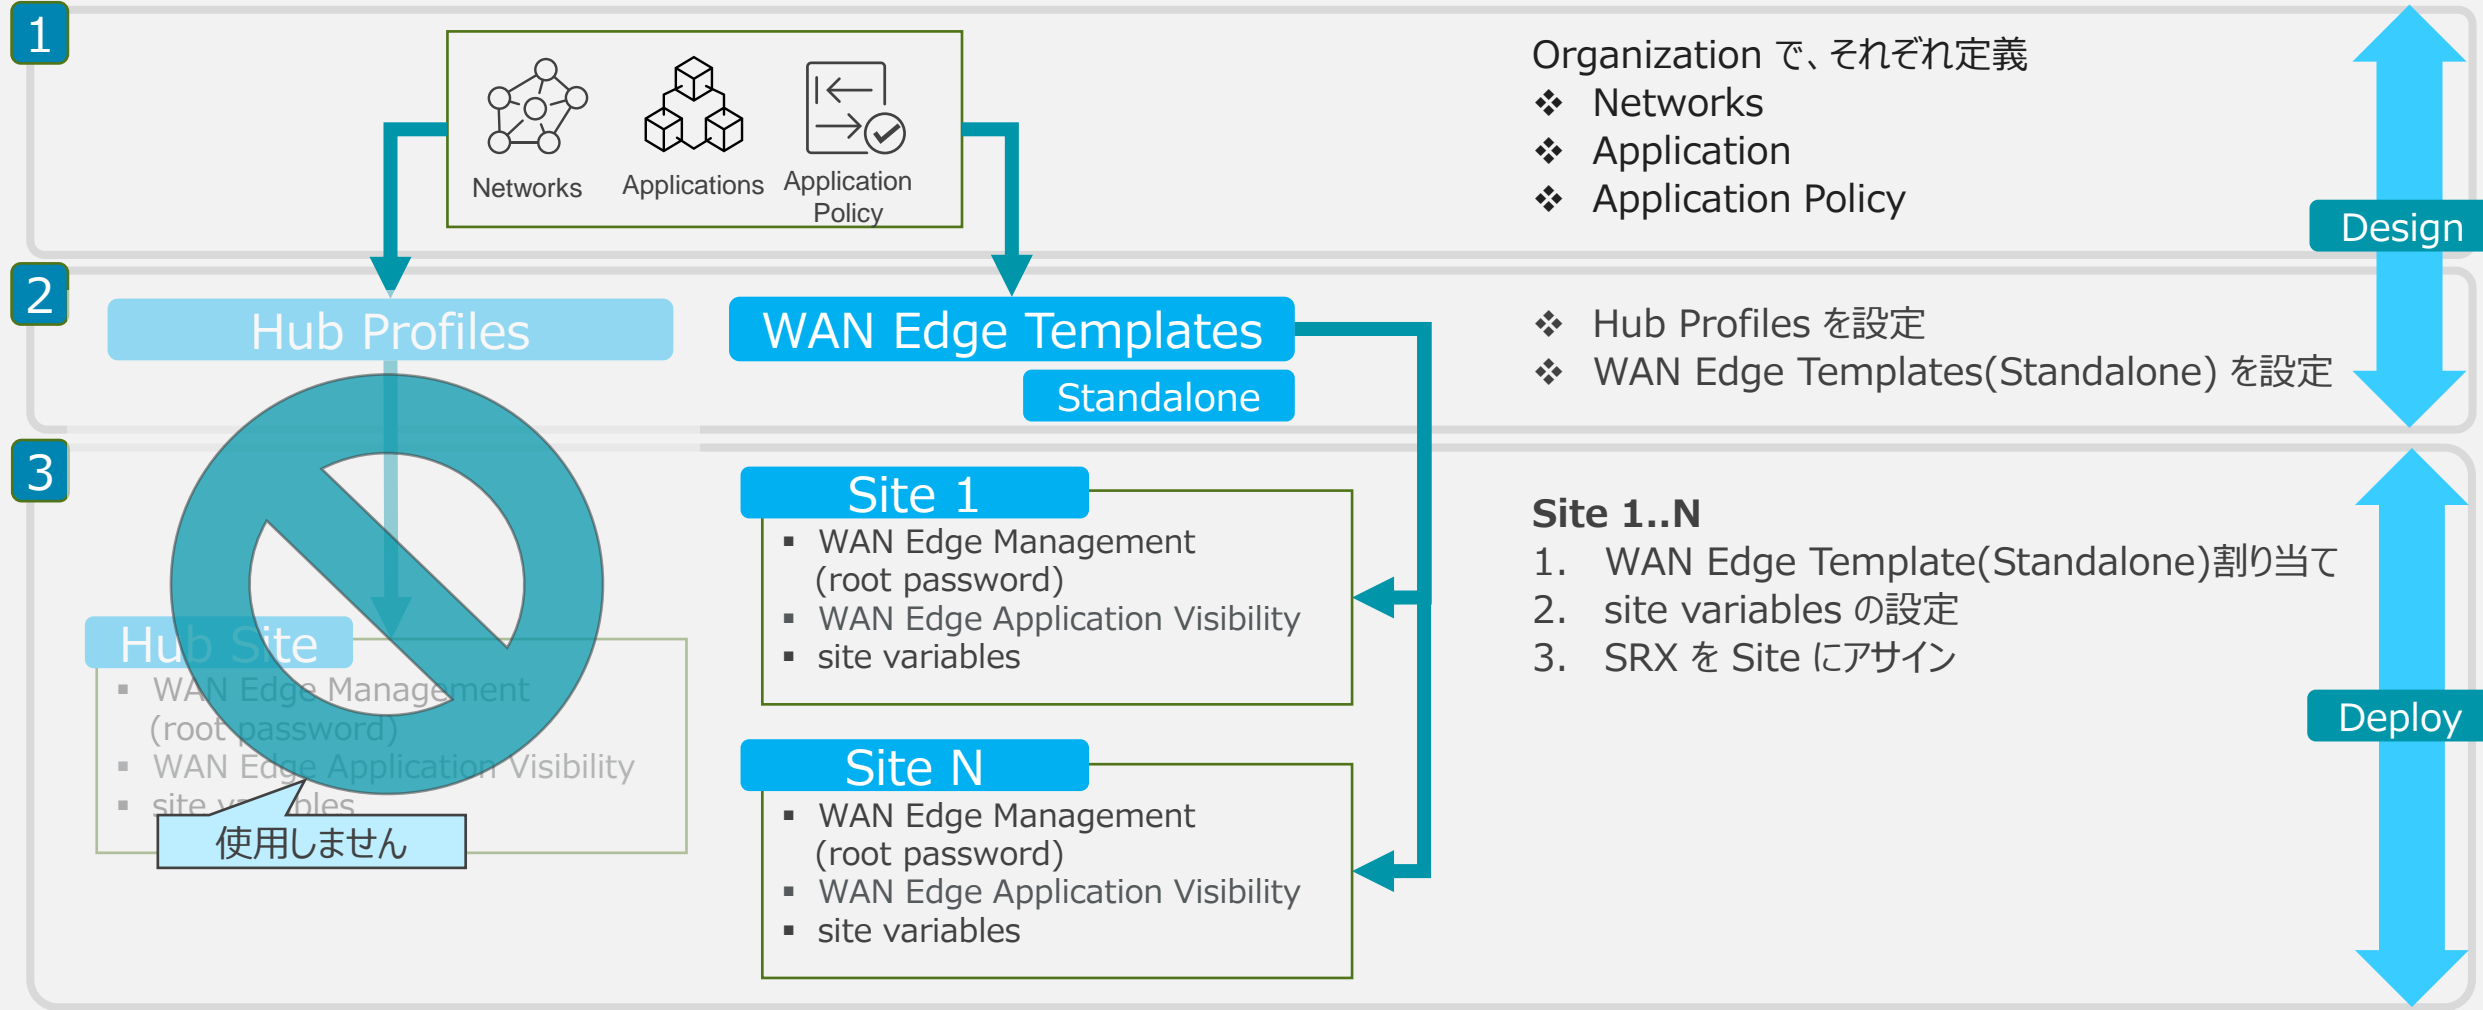 1
Networks
Applications
Application
Policy
Organization で、それぞれ定義
❖ Networks
❖ Application
❖ Application Policy
Design
2
Hub Profiles
WAN Edge Templates
Standalone
❖ Hub Profiles を設定
❖ WAN Edge Templates(Standalone) を設定
3
Hub Site
▪ WAN Edge Management
(root password)
▪ WAN Edge Application Visibility
▪ site variables
使用しません
Site 1
▪ WAN Edge Management
(root password)
▪ WAN Edge Application Visibility
▪ site variables
Site N
▪ WAN Edge Management
(root password)
▪ WAN Edge Application Visibility
▪ site variables
Site 1..N
1. WAN Edge Template(Standalone)割り当て
2. site variables の設定
3. SRX を Site にアサイン
Deploy